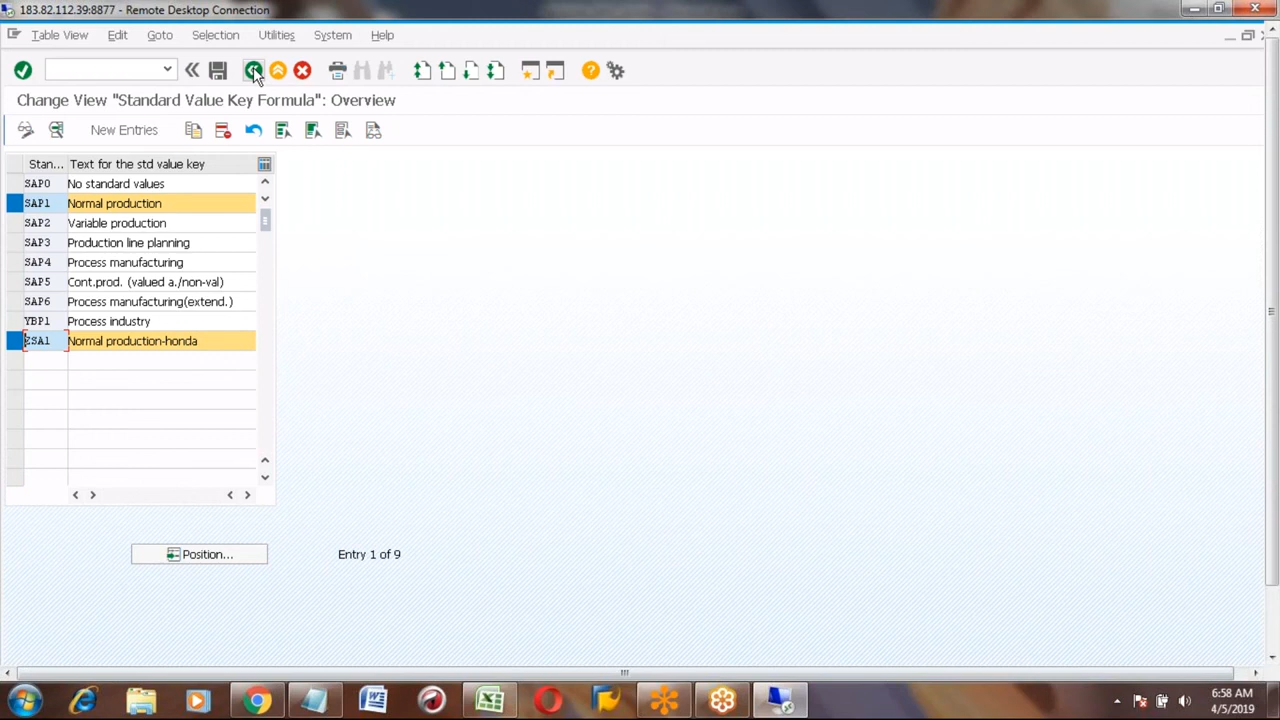 183.82.112.39:8877 - Remote Desktop Connection
Table View Edit Goto Selection Utilities System Help
Change View "Standard Value Key Formula": Overview
New Entries
Stan... Text for the std value key
SAP0 No standard values
SAP1 Normal production
SAP2 Variable production
SAP3 Production line planning
SAP4 Process manufacturing
SAP5 Cont.prod. (valued a./non-val)
SAP6 Process manufacturing(extend.)
YBP1 Process industry
ZSA1 Normal production-honda
Position... Entry 1 of 9
6:58 AM
4/5/2019